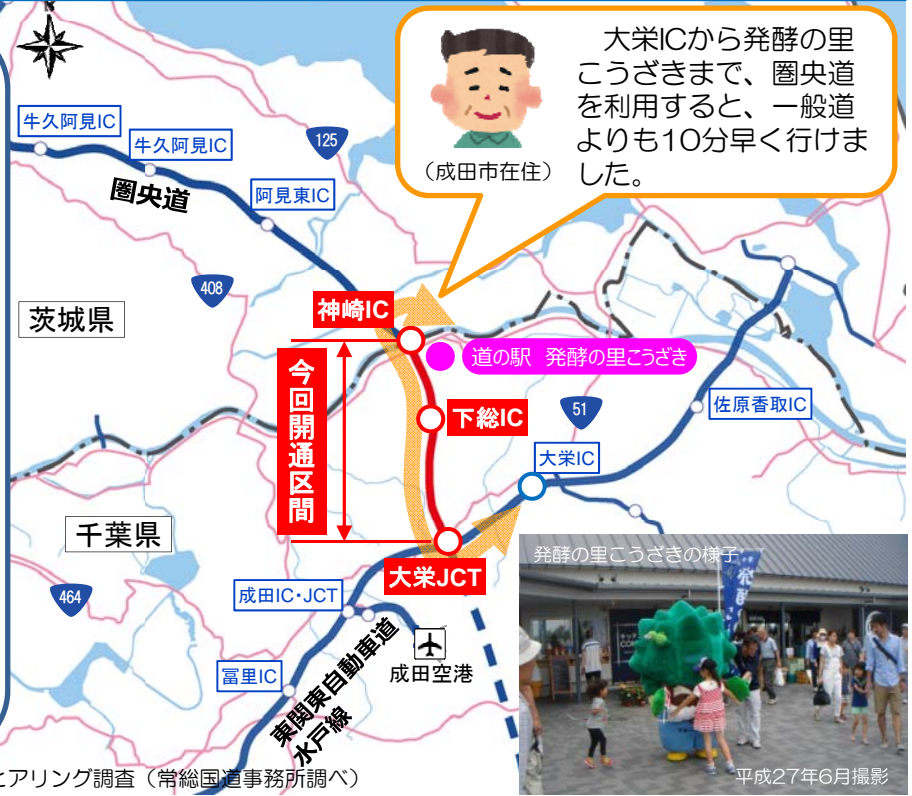 大栄ICから発酵の里
こうざきまで、圏央道
を利用すると、一般道
よりも10分早く行けま
した。
（成田市在住）
牛久阿見IC
牛久阿見IC
125
圏央道
阿見東IC
408
茨城県
神崎IC
道の駅 発酵の里こうざき
今回開通区間
下総IC
51
佐原香取IC
大栄IC
千葉県
大栄JCT
464
成田IC・JCT
成田空港
富里IC
東関東自動車道
水戸線
発酵の里こうざきの様子
平成27年6月撮影
ヒアリング調査（常総国道事務所調べ）